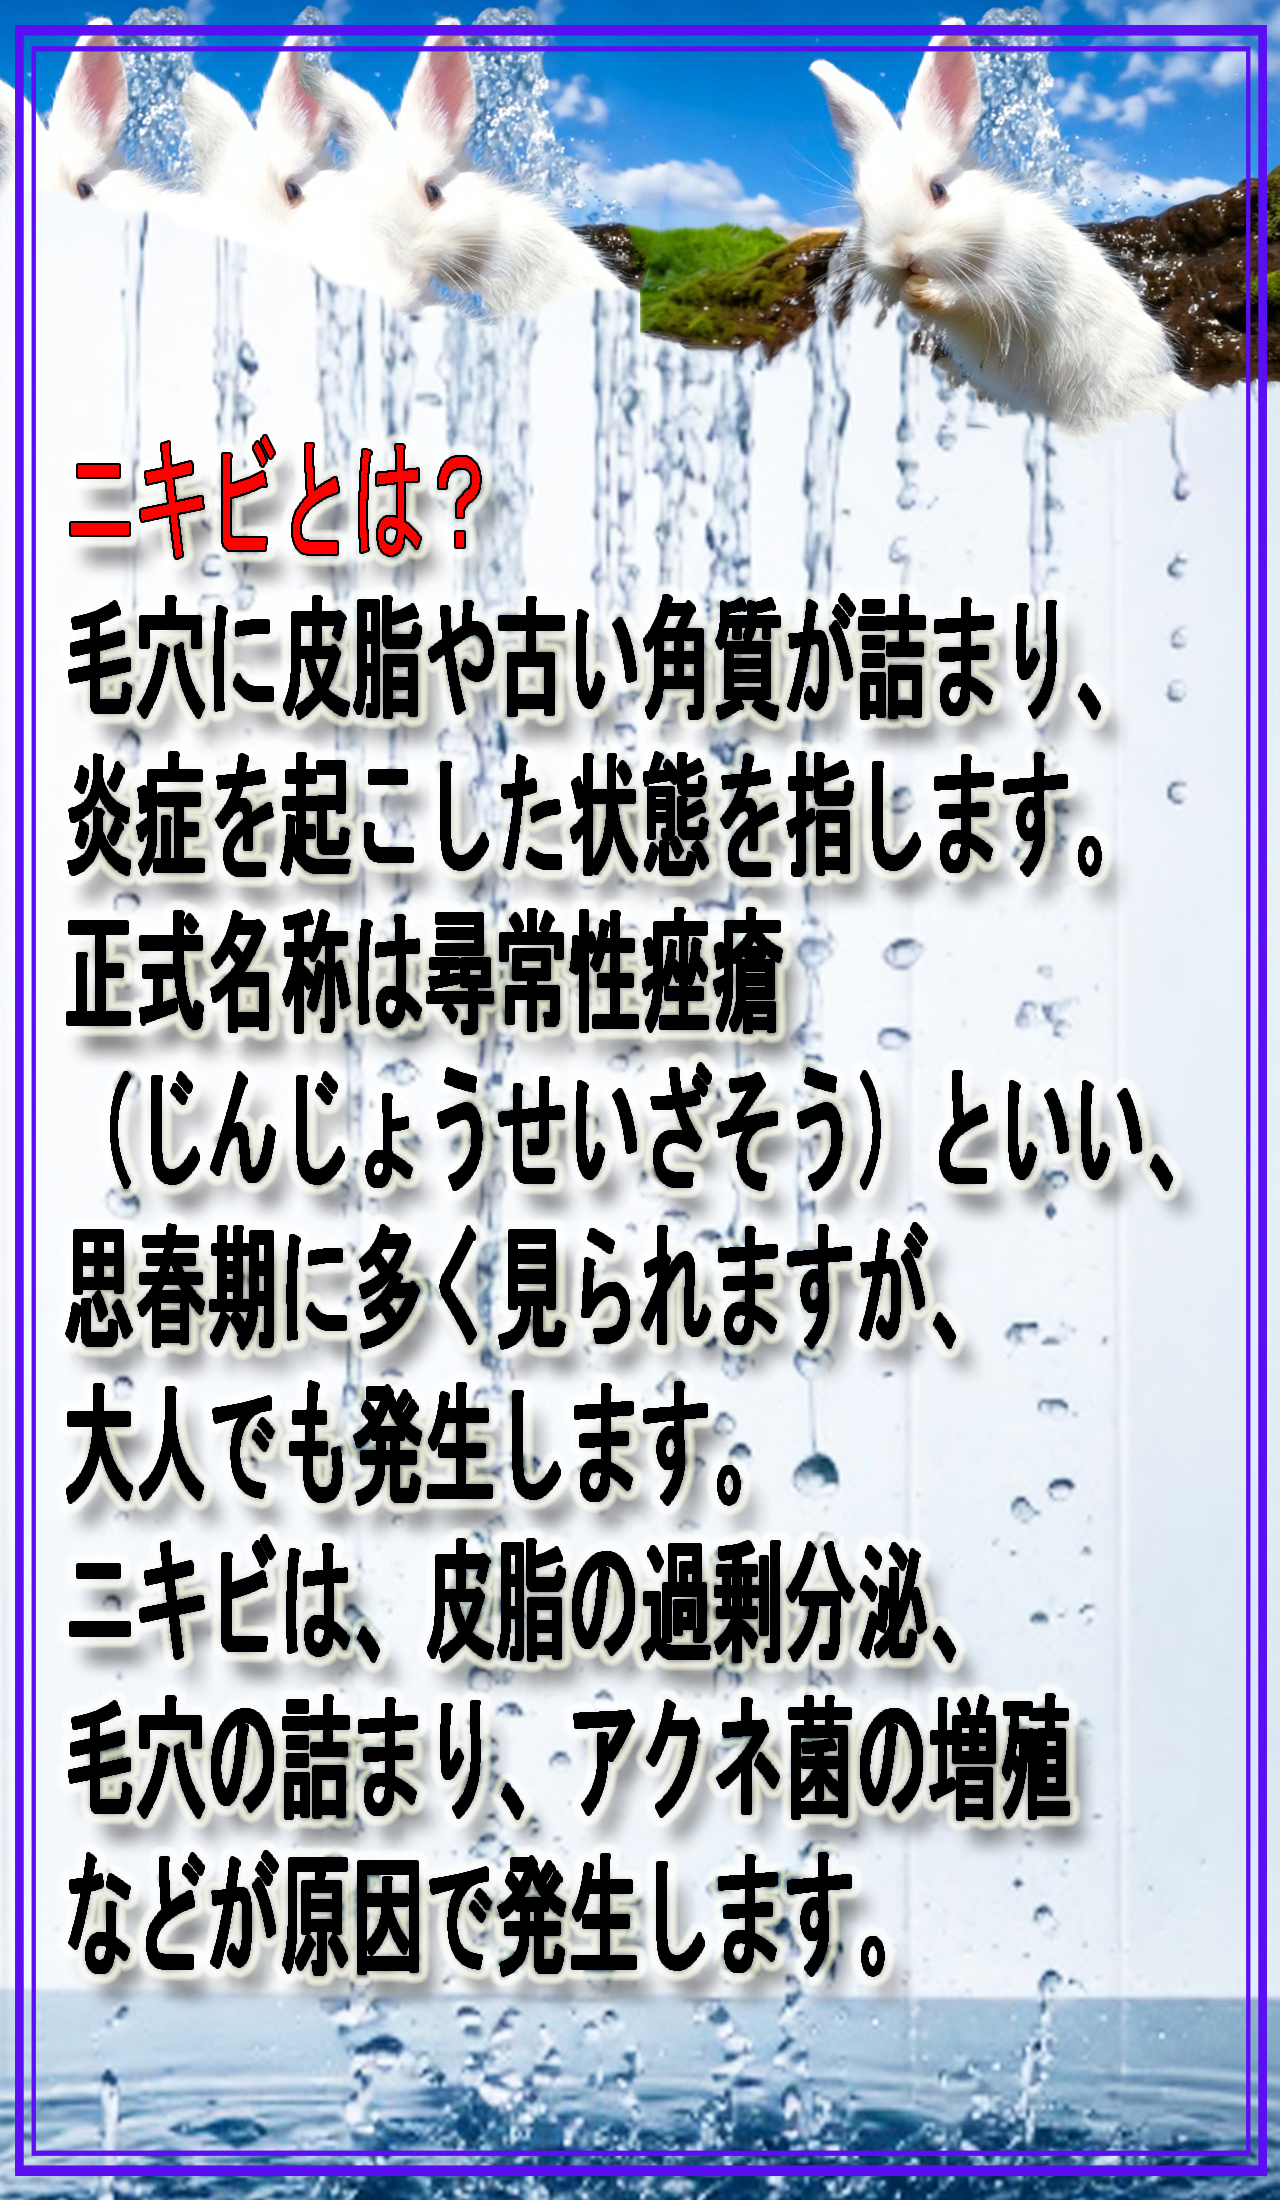 ニキビとは？
毛穴に皮脂や古い角質が詰まり、
炎症を起こした状態を指します。
正式名称は尋常性痤瘡
（じんじょうせいざそう）といい、
思春期に多く見られますが、
大人でも発生します。
ニキビは、皮脂の過剰分泌、
毛穴の詰まり、アクネ菌の増殖
などが原因で発生します。